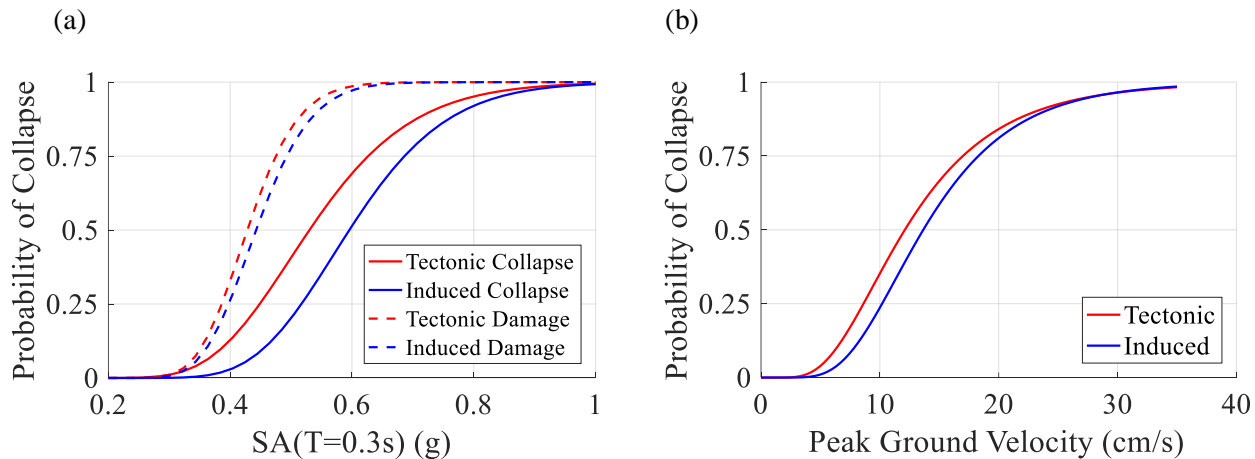 (a)
(b)
Probability of Collapse
1
0.75
0.5
0.25
0
0.2
0.4
0.6
0.8
1
SA(T=0.3s) (g)
Tectonic Collapse
Induced Collapse
Tectonic Damage
Induced Damage
Probability of Collapse
1
0.75
0.5
0.25
0
0
10
20
30
40
Peak Ground Velocity (cm/s)
Tectonic
Induced